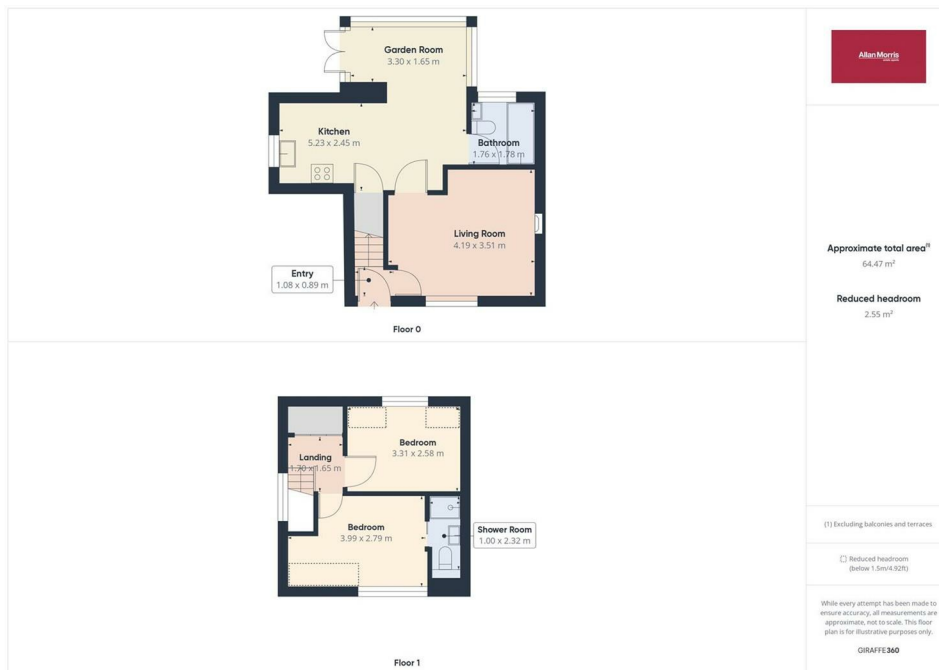 Garden Room
3.30 x 1.65 m
Kitchen
5.23 x 2.45 m
Bathroom
1.76 x 1.78 m
Living Room
4.19 x 3.51 m
Entry
1.08 x 0.89 m
Floor 0
Landing
1.70 x 1.65 m
Bedroom
3.31 x 2.58 m
Bedroom
3.99 x 2.79 m
Shower Room
1.00 x 2.32 m
Floor 1
Allan Morris
Approximate total area(1)
64.47 m²
Reduced headroom
2.55 m²
(1) Excluding balconies and terraces
Reduced headroom
(below 1.5m/4.92ft)
While every attempt has been made to
ensure accuracy, all measurements are
approximate, not to scale. This floor
plan is for illustrative purposes only.
GIRAFFE360